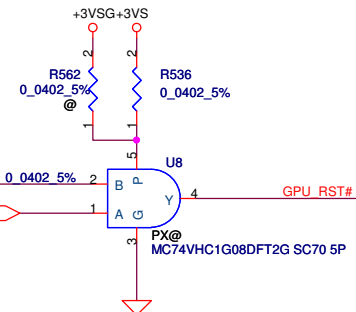 +3VSG +3VS
2 2
R562 R536
0_0402_5% 0_0402_5%
@
1 1
5
U8
0_0402_5% 2 B P
Y 4 GPU_RST#
1 A G
3 PX@
MC74VHC1G08DFT2G SC70 5P